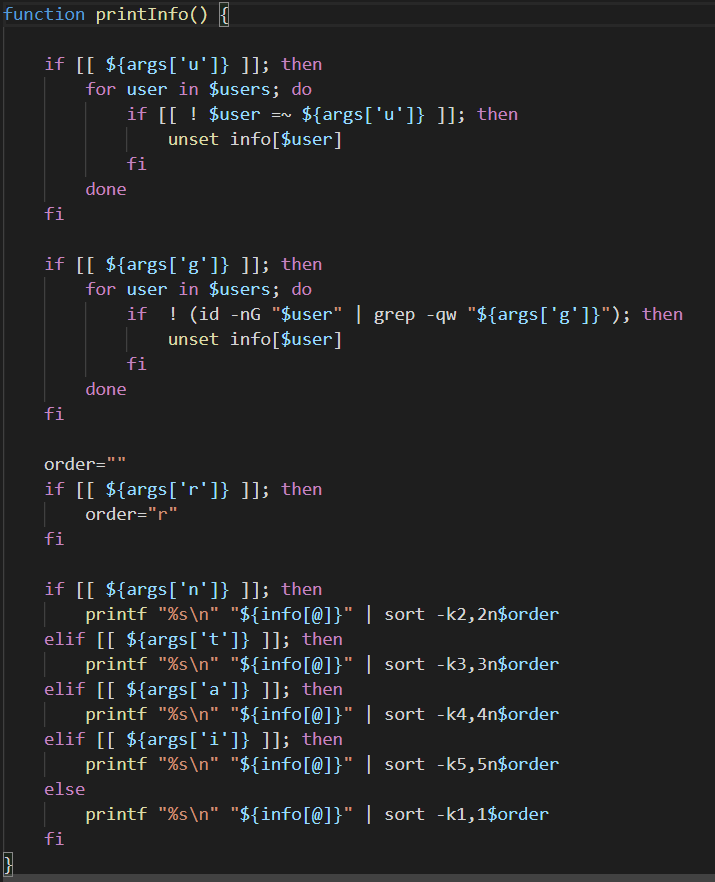 function printInfo() {
if [[ ${args['u']} ]]; then
for user in $users; do
if [[ ! $user =~ ${args['u']} ]]; then
unset info[$user]
fi
done
fi
if [[ ${args['g']} ]]; then
for user in $users; do
if  ! (id -nG "$user" | grep -qw "${args['g']}"); then
unset info[$user]
fi
done
fi
order=""
if [[ ${args['r']} ]]; then
order="r"
fi
if [[ ${args['n']} ]]; then
printf "%s\n" "${info[@]}" | sort -k2,2n$order
elif [[ ${args['t']} ]]; then
printf "%s\n" "${info[@]}" | sort -k3,3n$order
elif [[ ${args['a']} ]]; then
printf "%s\n" "${info[@]}" | sort -k4,4n$order
elif [[ ${args['i']} ]]; then
printf "%s\n" "${info[@]}" | sort -k5,5n$order
else
printf "%s\n" "${info[@]}" | sort -k1,1$order
fi
}